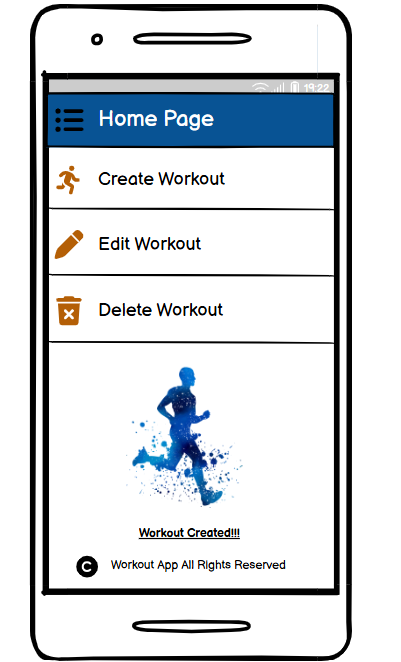 19:22
Home Page
Create Workout
Edit Workout
Delete Workout
Workout Created!!!
C Workout App All Rights Reserved